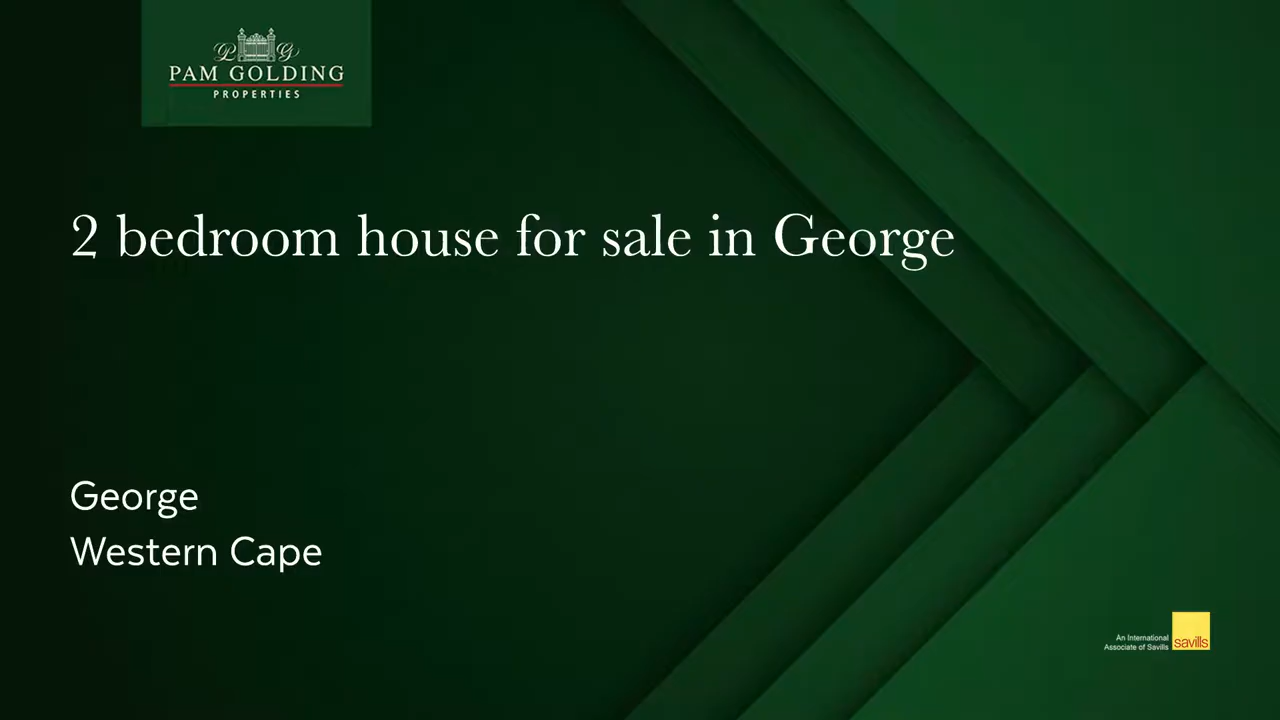 P G
PAM GOLDING
PROPERTIES
2 bedroom house for sale in George
George
Western Cape
An International
Associate of Savills
savills